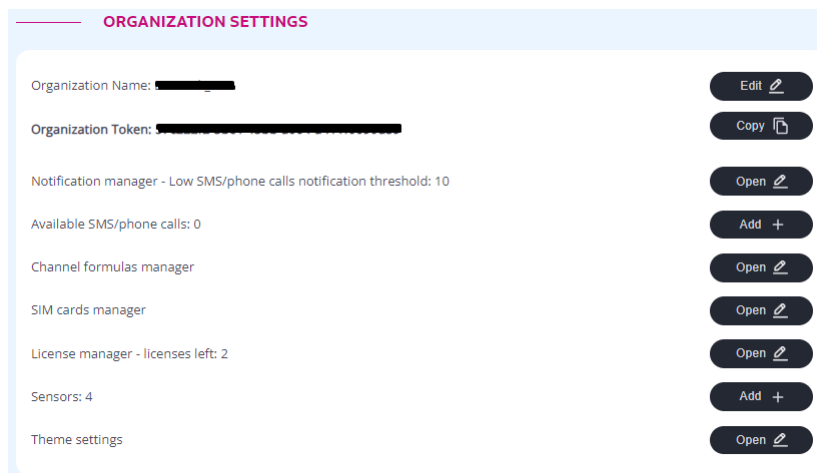 ORGANIZATION SETTINGS
Organization Name:
Edit
Organization Token:
Copy
Notification manager - Low SMS/phone calls notification threshold: 10
Open
Available SMS/phone calls: 0
Add +
Channel formulas manager
Open
SIM cards manager
Open
License manager - licenses left: 2
Open
Sensors: 4
Add +
Theme settings
Open